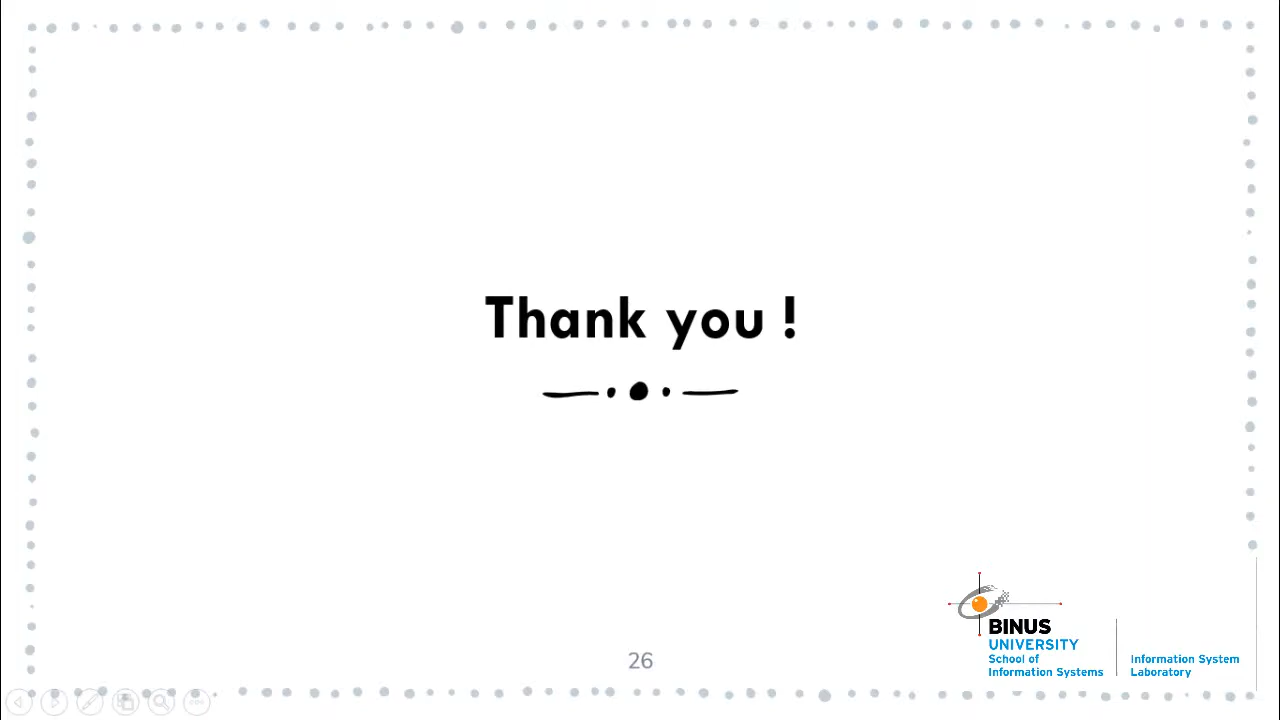 Thank you !
26
BINUS
UNIVERSITY
School of
Information Systems
Information System
Laboratory